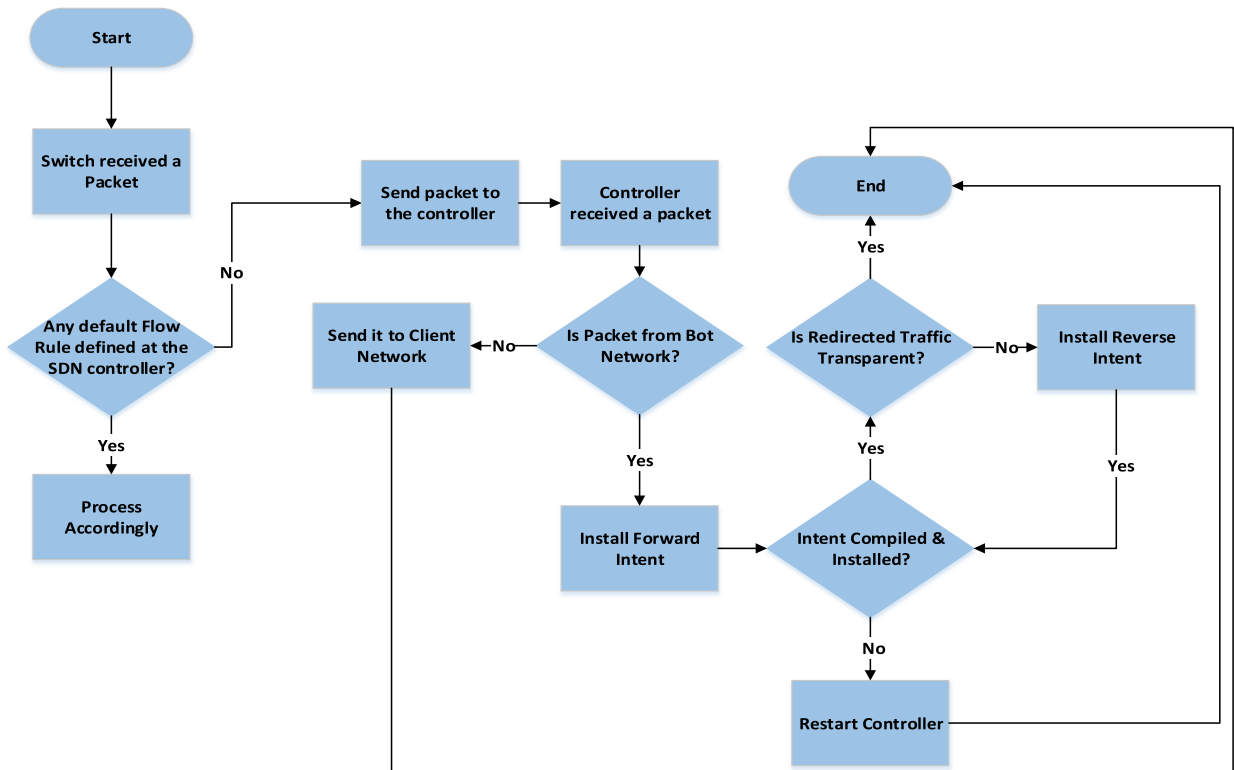 Start
Switch received a
Packet
Any default Flow
Rule defined at the
SDN controller?
Yes
Process
Accordingly
No
Send packet to
the controller
Controller
received a packet
Is Packet from Bot
Network?
No
Send it to Client
Network
Yes
Install Forward
Intent
Intent Compiled &
Installed?
Yes
Is Redirected Traffic
Transparent?
Yes
End
No
Install Reverse
Intent
Yes
No
Restart Controller